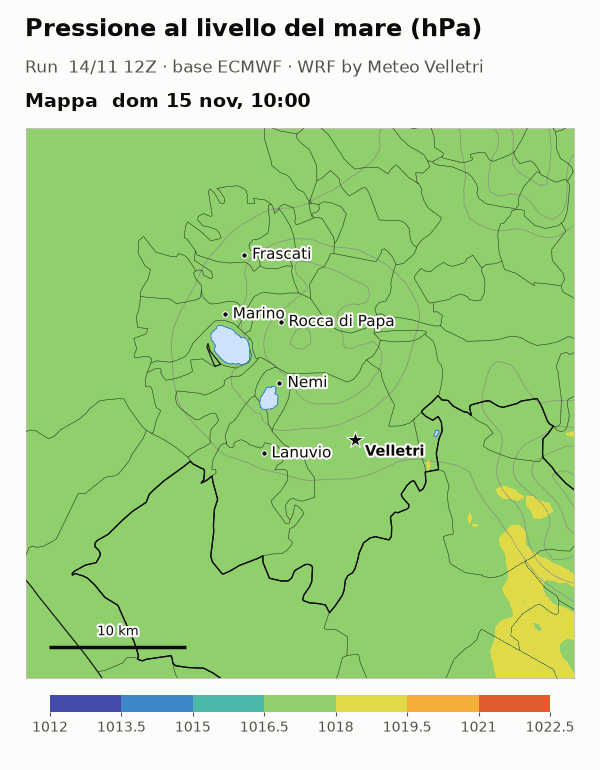 Pressione al livello del mare (hPa)
Run 14/11 12Z · base ECMWF · WRF by Meteo Velletri
Mappa dom 15 nov, 10:00
Frascati
Marino
Rocca di Papa
Nemi
Velletri
Lanuvio
10 km
1012 1013.5 1015 1016.5 1018 1019.5 1021 1022.5